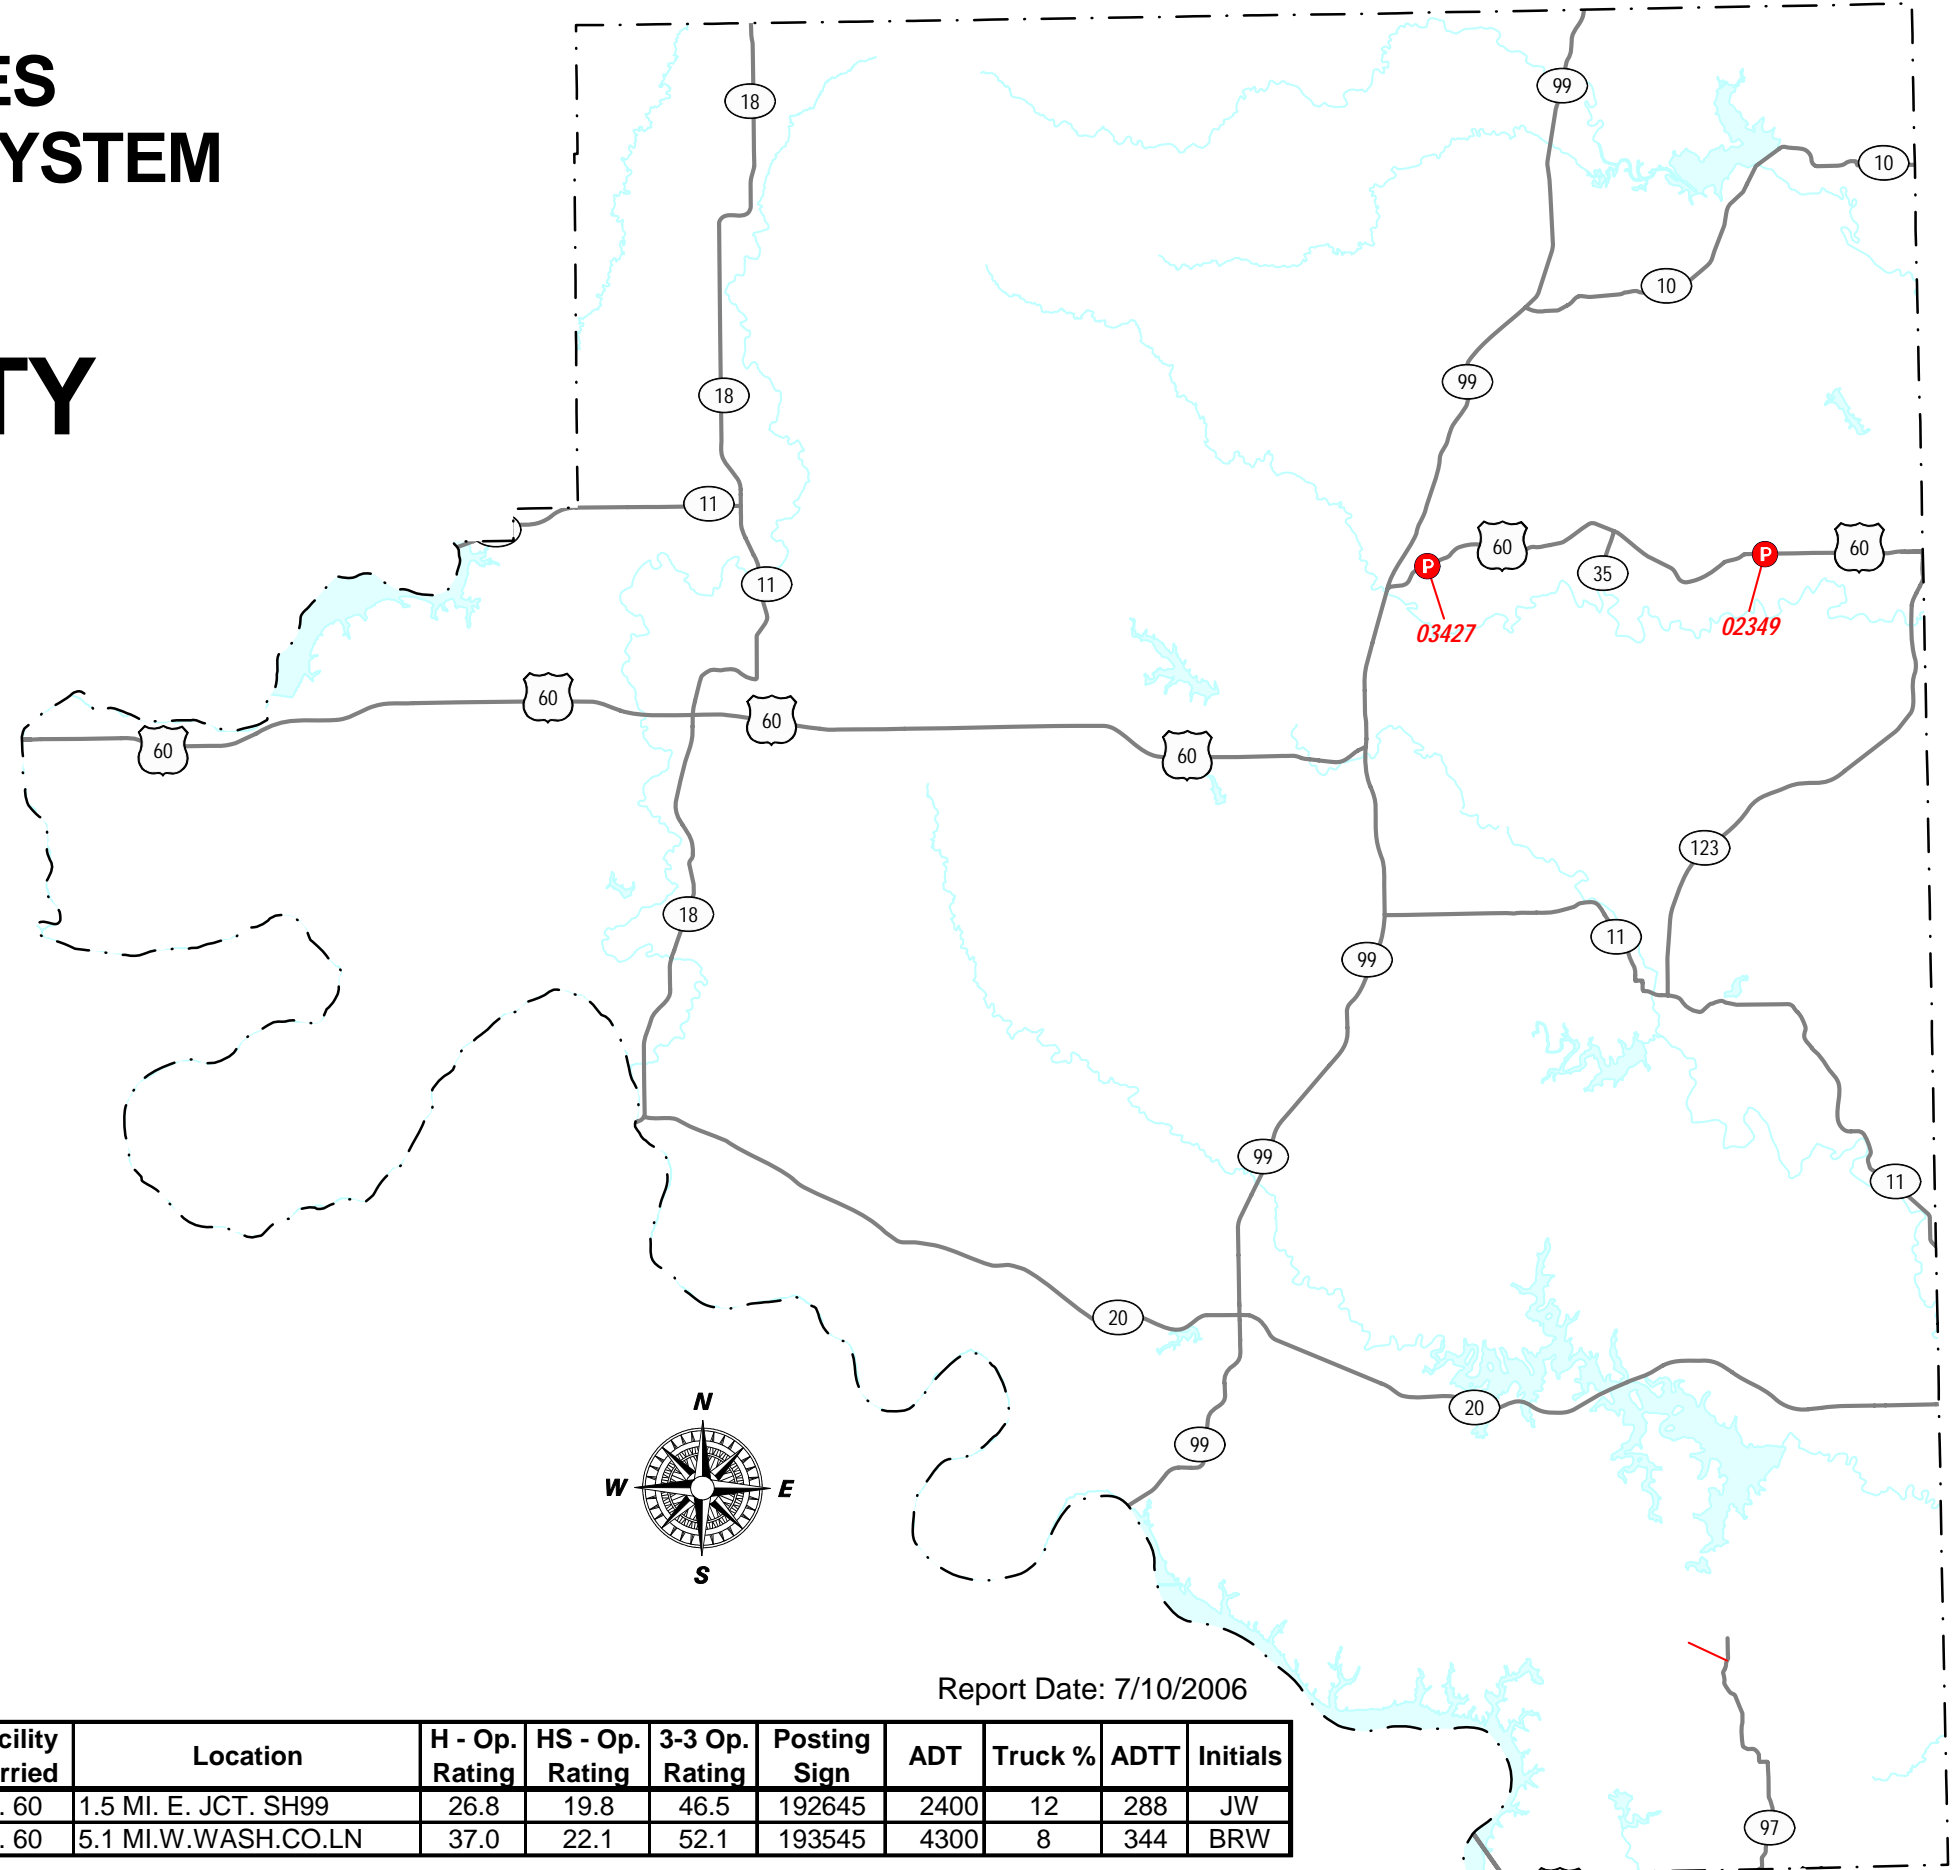 ES
YSTEM
TY
18
99
10
10
18
99
11
11
60
35
60
03427
02349
60
60
60
60
123
18
11
99
99
11
20
20
99
N
W E
S
97
Report Date: 7/10/2006
cility rried Location H - Op. Rating HS - Op. Rating 3-3 Op. Rating Posting Sign ADT Truck % ADTT Initials
. 60 1.5 MI. E. JCT. SH99 26.8 19.8 46.5 192645 2400 12 288 JW
. 60 5.1 MI.W.WASH.CO.LN 37.0 22.1 52.1 193545 4300 8 344 BRW
P
P